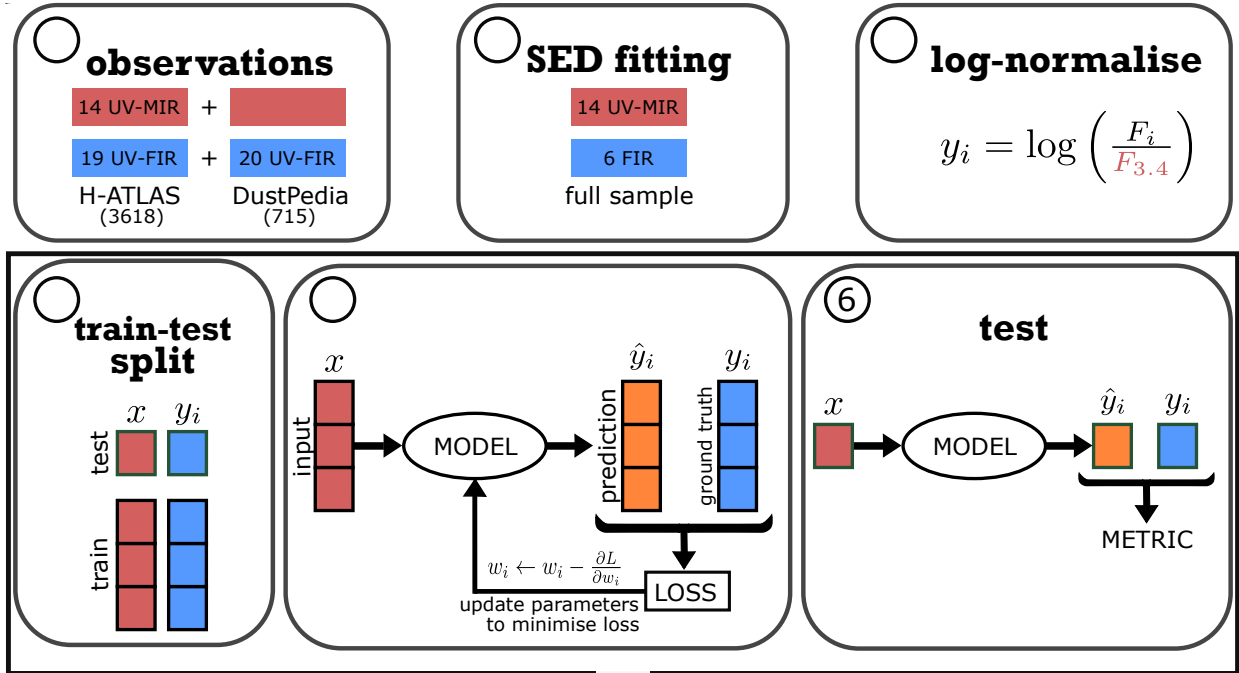 observations
14 UV-MIR +
19 UV-FIR + 20 UV-FIR
H-ATLAS DustPedia
(3618) (715)
SED fitting
14 UV-MIR
6 FIR
full sample
log-normalise
y_i = log (F_i / F_{3.4})
train-test
split
x y_i
test
train
x
input
MODEL
ŷ_i y_i
prediction
ground truth
w_i ← w_i − ∂L/∂w_i
LOSS
update parameters
to minimise loss
6
test
x
MODEL
ŷ_i y_i
METRIC